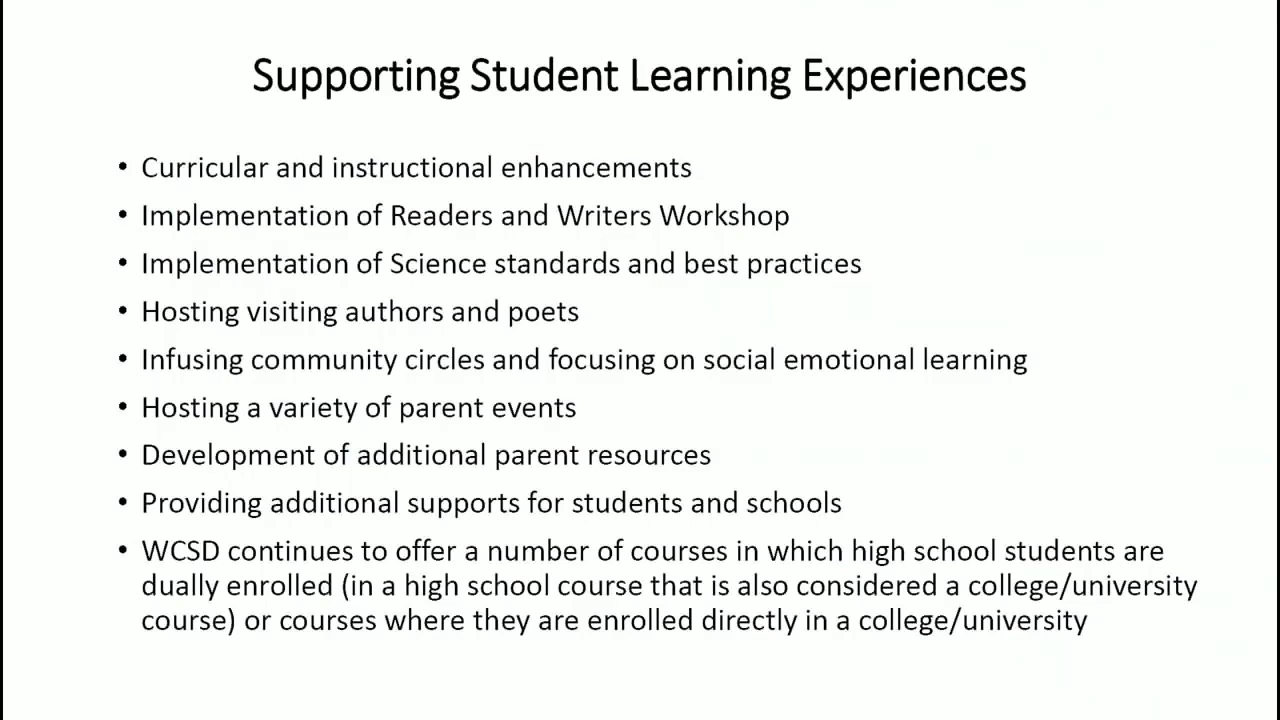 Supporting Student Learning Experiences
• Curricular and instructional enhancements
• Implementation of Readers and Writers Workshop
• Implementation of Science standards and best practices
• Hosting visiting authors and poets
• Infusing community circles and focusing on social emotional learning
• Hosting a variety of parent events
• Development of additional parent resources
• Providing additional supports for students and schools
• WCSD continues to offer a number of courses in which high school students are
dually enrolled (in a high school course that is also considered a college/university
course) or courses where they are enrolled directly in a college/university